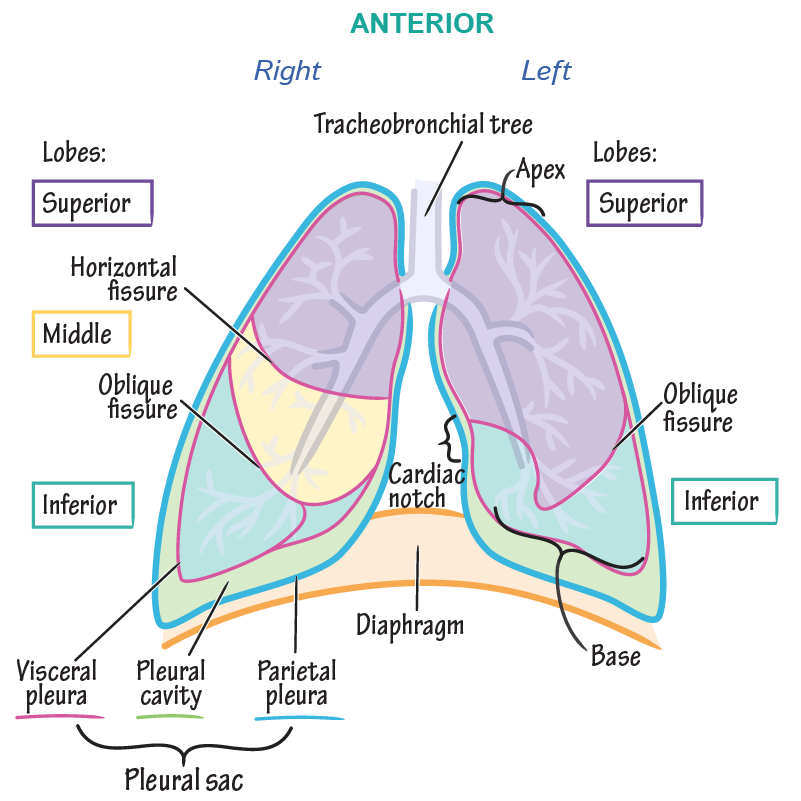 ANTERIOR
Right
Left
Tracheobronchial tree
Lobes:
Lobes:
Apex
Superior
Superior
Horizontal
fissure
Middle
Oblique
fissure
Oblique
fissure
Cardiac
notch
Inferior
Inferior
Diaphragm
Base
Visceral
pleura
Pleural
cavity
Parietal
pleura
Pleural sac